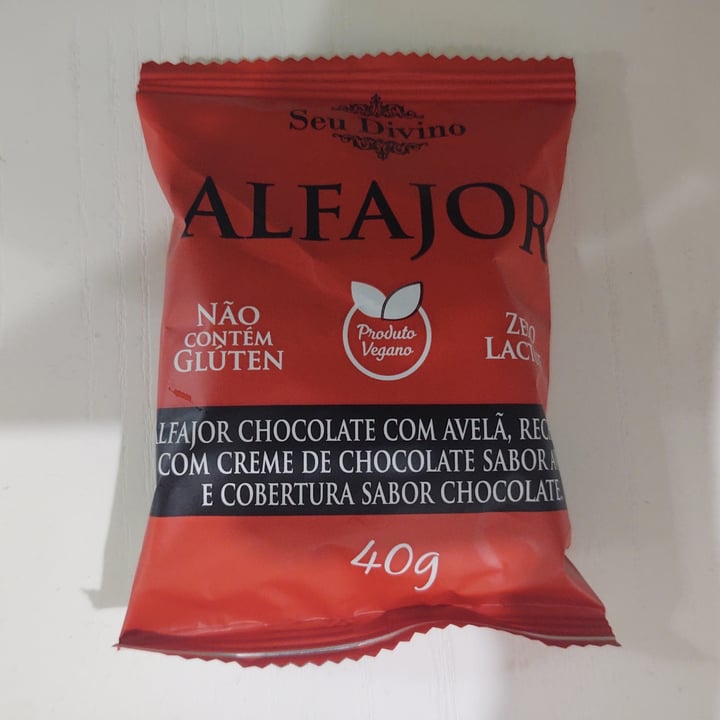 Seu Divino
ALFAJOR
NÃO
CONTÉM
GLÚTEN
Produto
Vegano
CHOCOLATE COM AVELÃ,
COM CREME DE CHOCOLATE SABOR
E COBERTURA SABOR CHOCOLATE.
40g